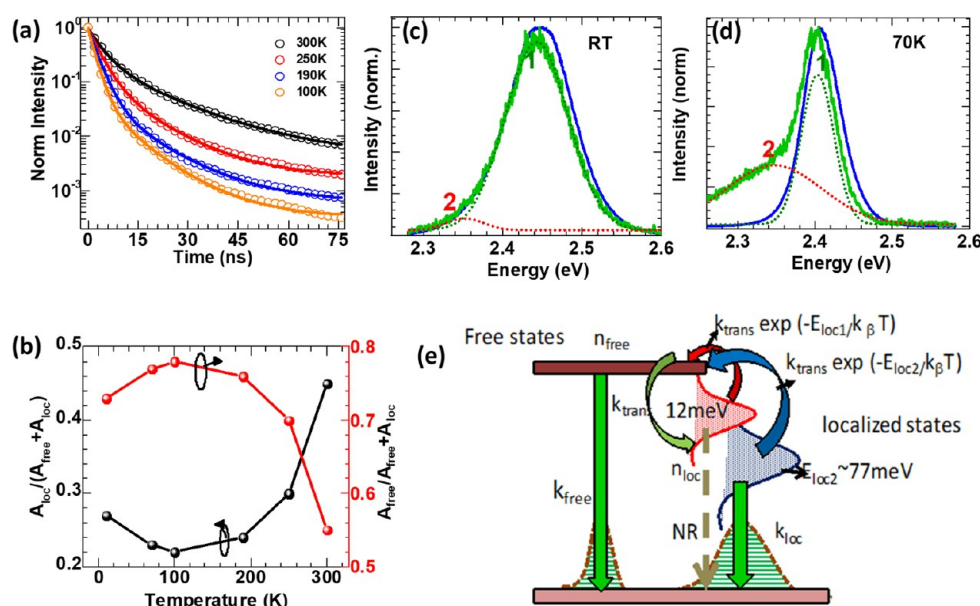 (a)
Norm Intensity
10⁰
10⁻¹
10⁻²
10⁻³
300K
250K
190K
100K
0 15 30 45 60 75
Time (ns)
(c)
RT
Intensity (norm.)
1
2
2.3 2.4 2.5 2.6
Energy (eV)
(d)
70K
Intensity (norm.)
2
2.3 2.4 2.5 2.6
Energy (eV)
(b)
A_loc/(A_free +A_loc)
0.5
0.4
0.3
0.2
0.8
0.7
0.6
0.5
A_free/A_free+A_loc)
0 100 200 300
Temperature (K)
(e)
Free states
n_free
k_trans exp (-E_loc1/k_β T)
k_trans exp (-E_loc2/k_βT)
k_trans
12meV
localized states
n_loc
E_loc2~77meV
k_free
NR
k_loc